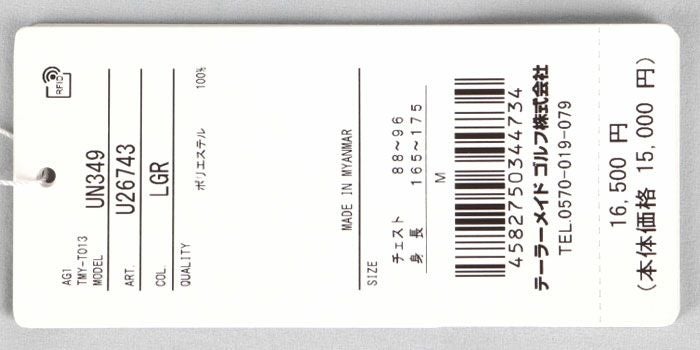 RFID
AG1
TMY-T013
MODEL UN349
ART. U26743
COL. LGR
QUALITY
ポリエステル 100%
MADE IN MYANMAR
SIZE
チェスト 88~96
身長 165~175
M
4582750344734
テーラーメイド ゴルフ株式会社
TEL.0570-019-079
16,500 円
(本体価格 15,000 円)